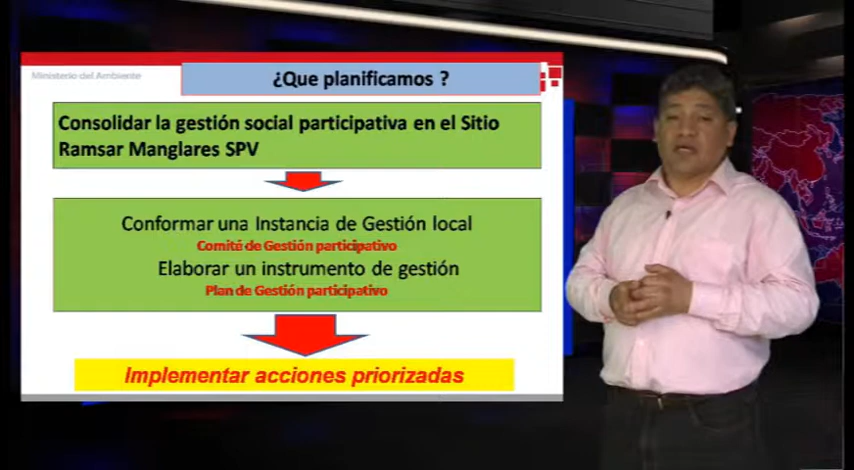 Ministerio del Ambiente
¿Que planificamos ?
Consolidar la gestión social participativa en el Sitio
Ramsar Manglares SPV
Conformar una Instancia de Gestión local
Comité de Gestión participativo
Elaborar un instrumento de gestión
Plan de Gestión participativo
Implementar acciones priorizadas